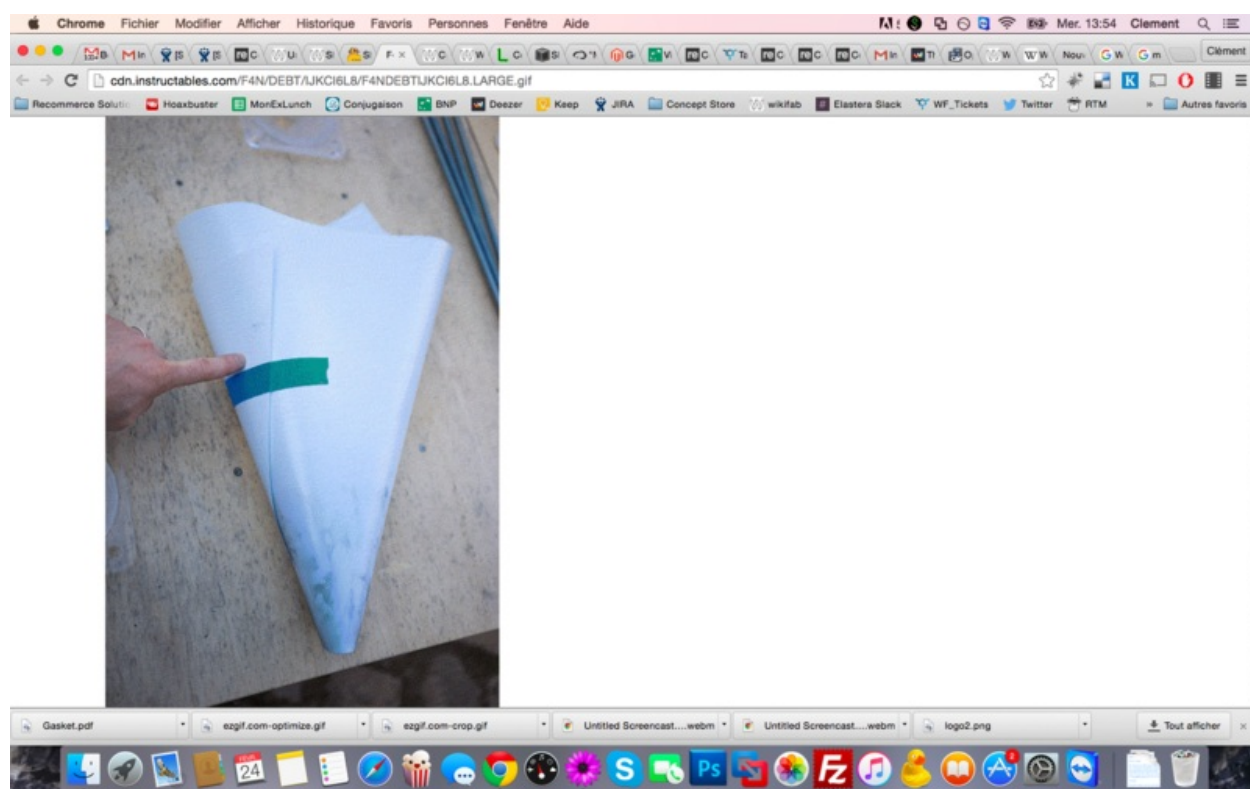 Chrome Fichier Modifier Afficher Historique Favoris Personnes Fenêtre Aide Mer. 13:54 Clement
Clément
cdn.instructables.com/F4N/DEBT/IJKCI6L8/F4NDEBTIJKCI6L8.LARGE.gif
Recommerce Solutio Hoaxbuster MonExLunch Conjugaison BNP Deezer Keep JIRA Concept Store wikifab Elastera Slack WF_Tickets Twitter RTM » Autres favoris
Gasket.pdf ezgif.com-optimize.gif ezgif.com-crop.gif Untitled Screencast....webm Untitled Screencast....webm logo2.png Tout afficher
24 Ps Fz